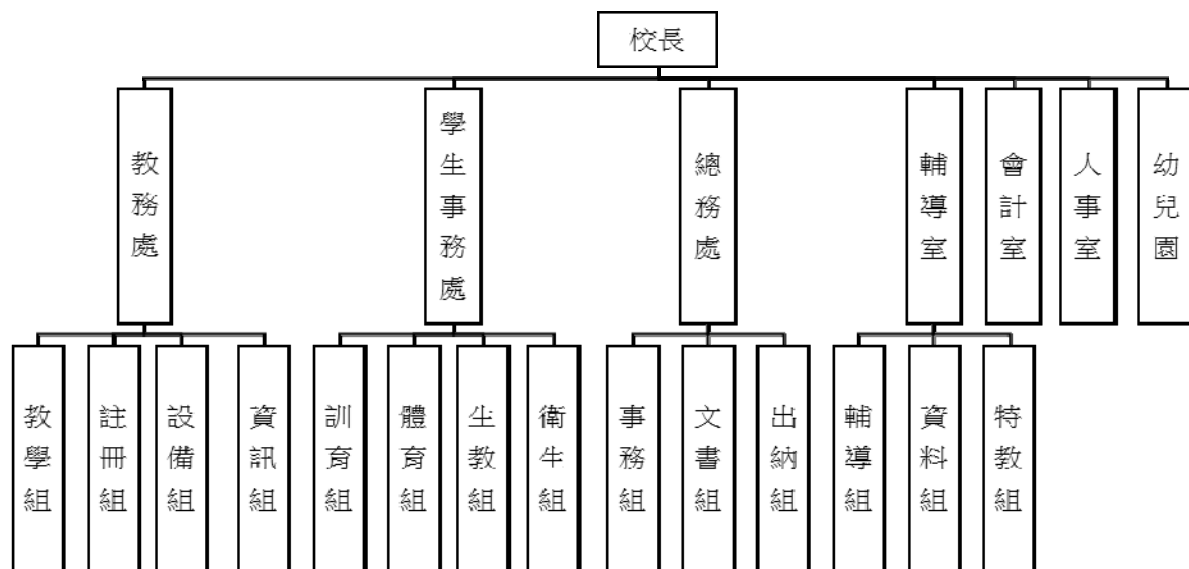 校長
教務處
學生事務處
總務處
輔導室
會計室
人事室
幼兒園
教學組
註冊組
設備組
資訊組
訓育組
體育組
生教組
衛生組
事務組
文書組
出納組
輔導組
資料組
特教組